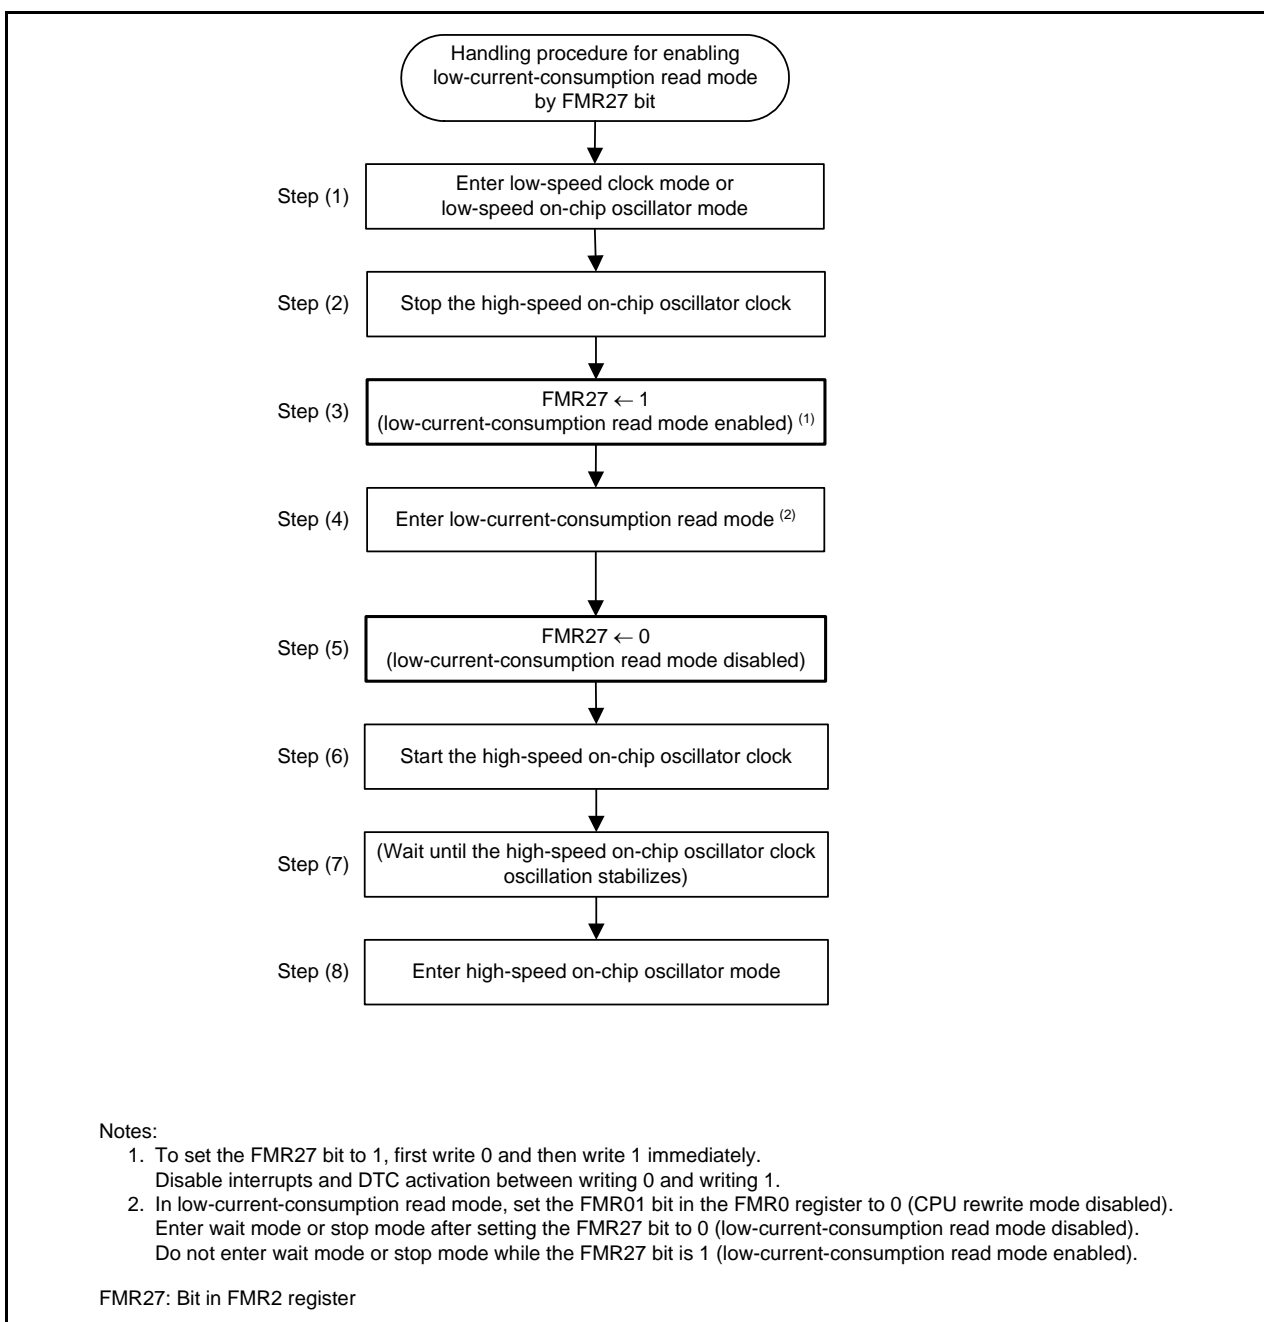 Handling procedure for enabling
low-current-consumption read mode
by FMR27 bit
Step (1)
Enter low-speed clock mode or
low-speed on-chip oscillator mode
Step (2)
Stop the high-speed on-chip oscillator clock
Step (3)
FMR27 ← 1
(low-current-consumption read mode enabled) (1)
Step (4)
Enter low-current-consumption read mode (2)
Step (5)
FMR27 ← 0
(low-current-consumption read mode disabled)
Step (6)
Start the high-speed on-chip oscillator clock
Step (7)
(Wait until the high-speed on-chip oscillator clock
oscillation stabilizes)
Step (8)
Enter high-speed on-chip oscillator mode
Notes:
1. To set the FMR27 bit to 1, first write 0 and then write 1 immediately.
Disable interrupts and DTC activation between writing 0 and writing 1.
2. In low-current-consumption read mode, set the FMR01 bit in the FMR0 register to 0 (CPU rewrite mode disabled).
Enter wait mode or stop mode after setting the FMR27 bit to 0 (low-current-consumption read mode disabled).
Do not enter wait mode or stop mode while the FMR27 bit is 1 (low-current-consumption read mode enabled).
FMR27: Bit in FMR2 register